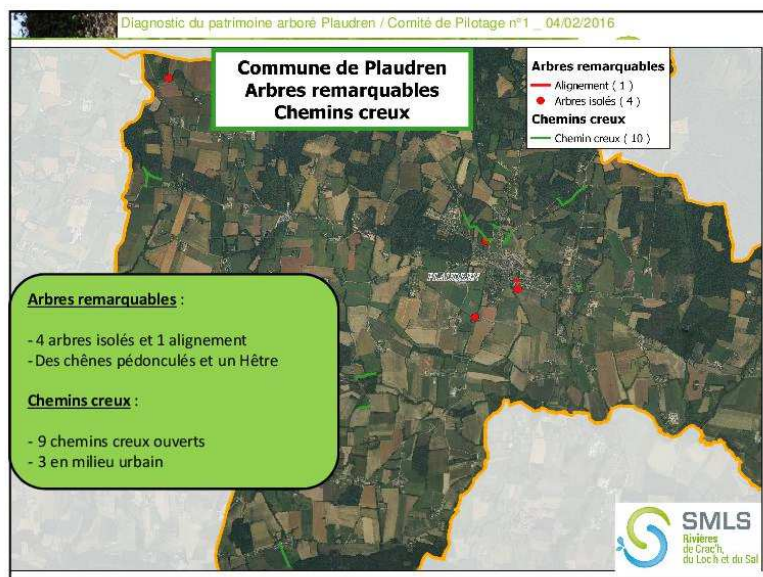 Diagnostic du patrimoine arboré Plaudren / Comité de Pilotage n°1 _ 04/02/2016
Commune de Plaudren
Arbres remarquables
Chemins creux
Arbres remarquables
Alignement ( 1 )
Arbres isolés ( 4 )
Chemins creux
Chemin creux ( 10 )
PLAUDREN
Arbres remarquables :
- 4 arbres isolés et 1 alignement
- Des chênes pédonculés et un Hêtre
Chemins creux :
- 9 chemins creux ouverts
- 3 en milieu urbain
SMLS
Rivières
de Crac'h,
du Loc'h et du Sal